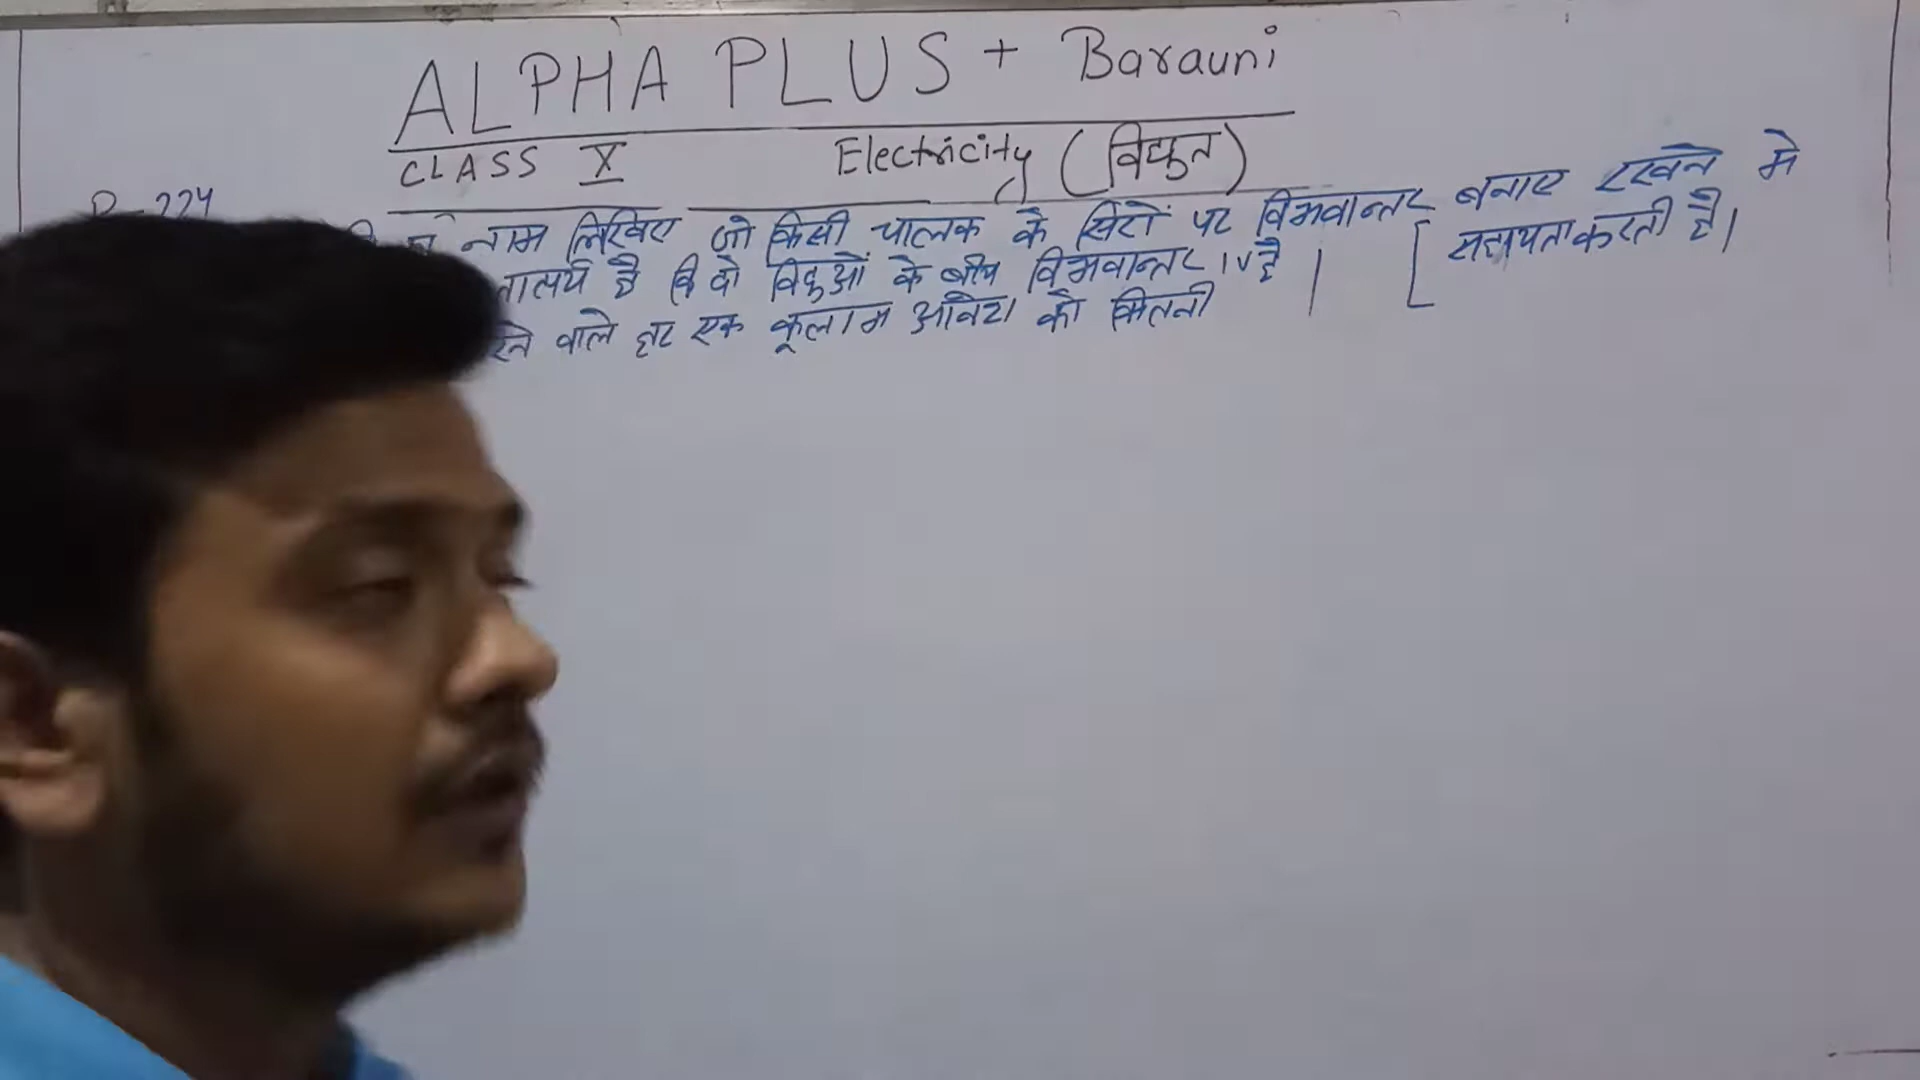 ALPHA PLUS + Barauni
CLASS X Electricity (विद्युत)
P-224
नाम लिखिए जो किसी चालक के सिरों पर विभवान्तर बनाए रखने मे
[ सहायता करती है।
तात्पर्य है कि दो बिंदुओं के बीच विभवान्तर 1V है |
वाले हर एक कूलाम आवेश को कितनी